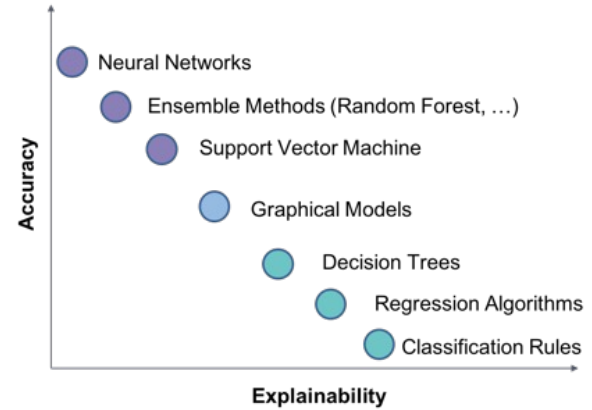 Neural Networks
Ensemble Methods (Random Forest, …)
Support Vector Machine
Graphical Models
Decision Trees
Regression Algorithms
Classification Rules
Accuracy
Explainability